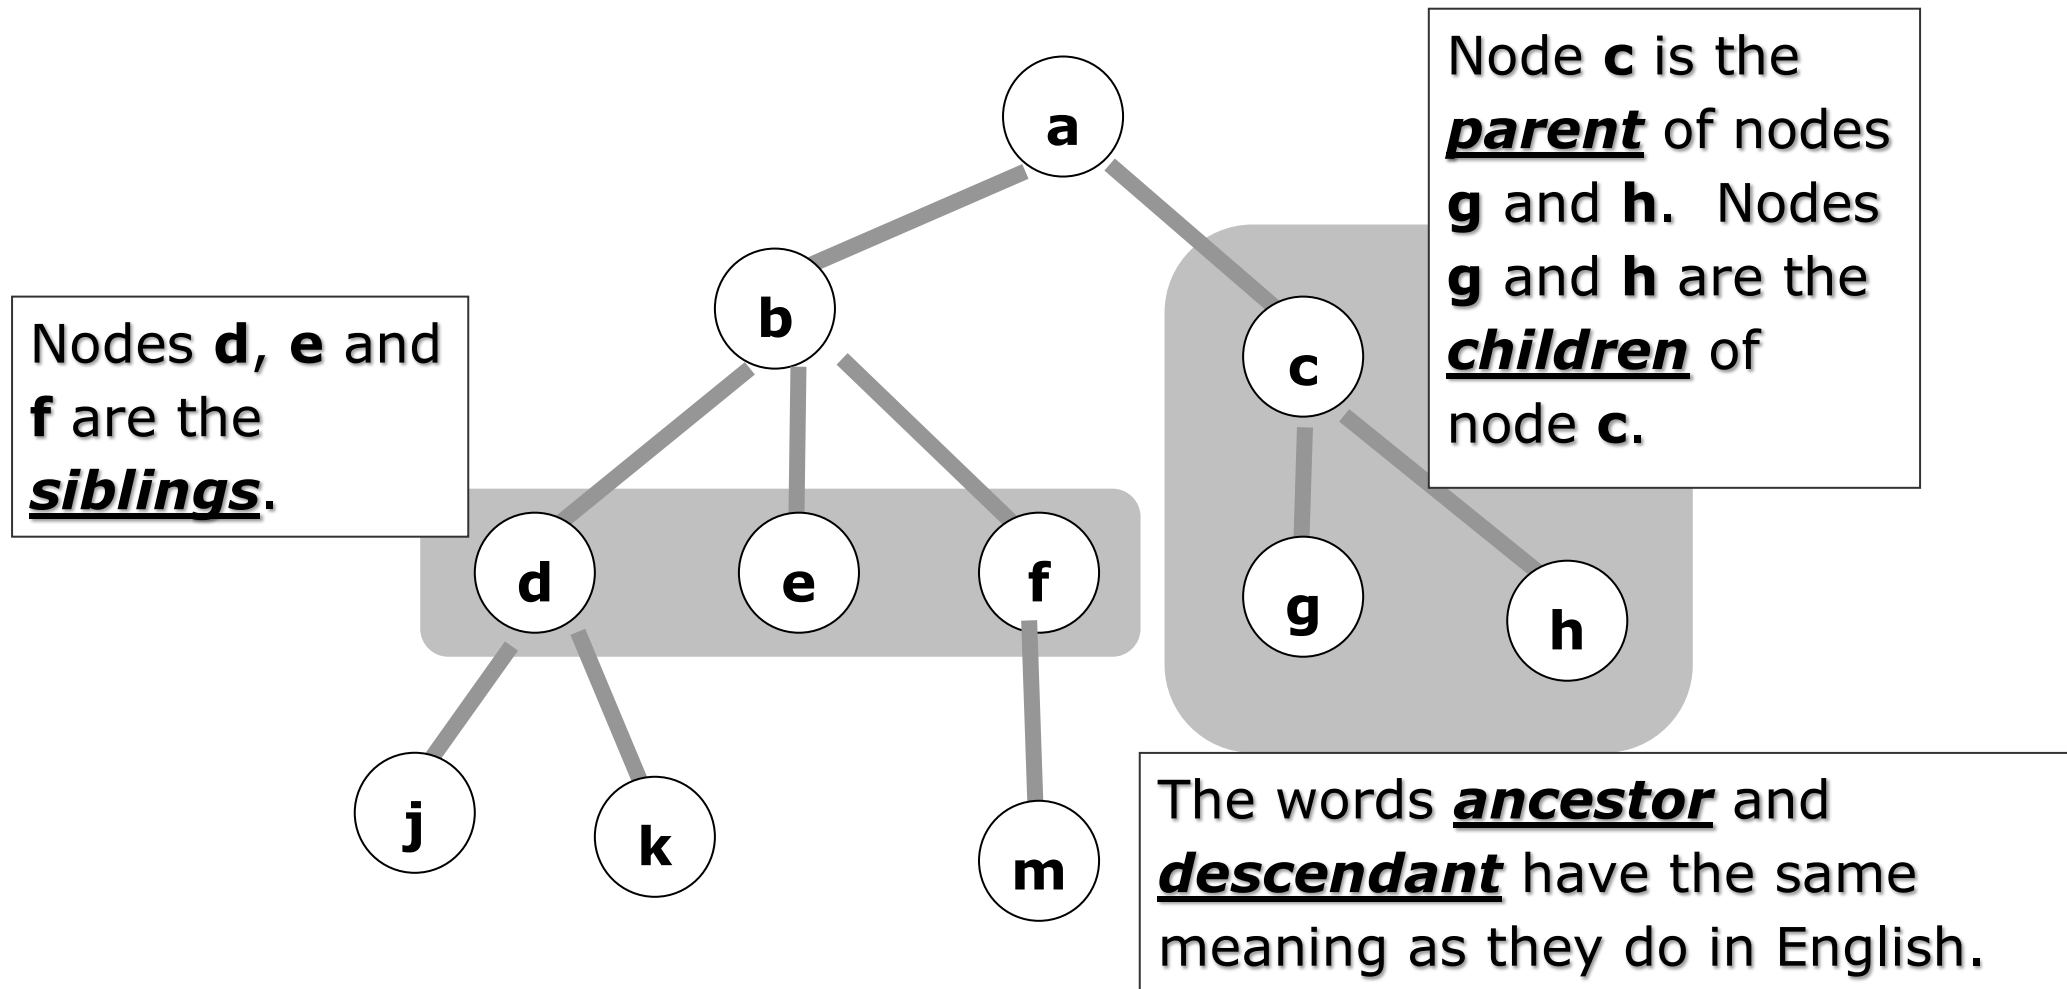 Node c is the
parent of nodes
g and h.  Nodes
g and h are the
children of
node c.
a
b
c
Nodes d, e and
f are the
siblings.
d
e
f
g
h
j
k
m
The words ancestor and
descendant have the same
meaning as they do in English.